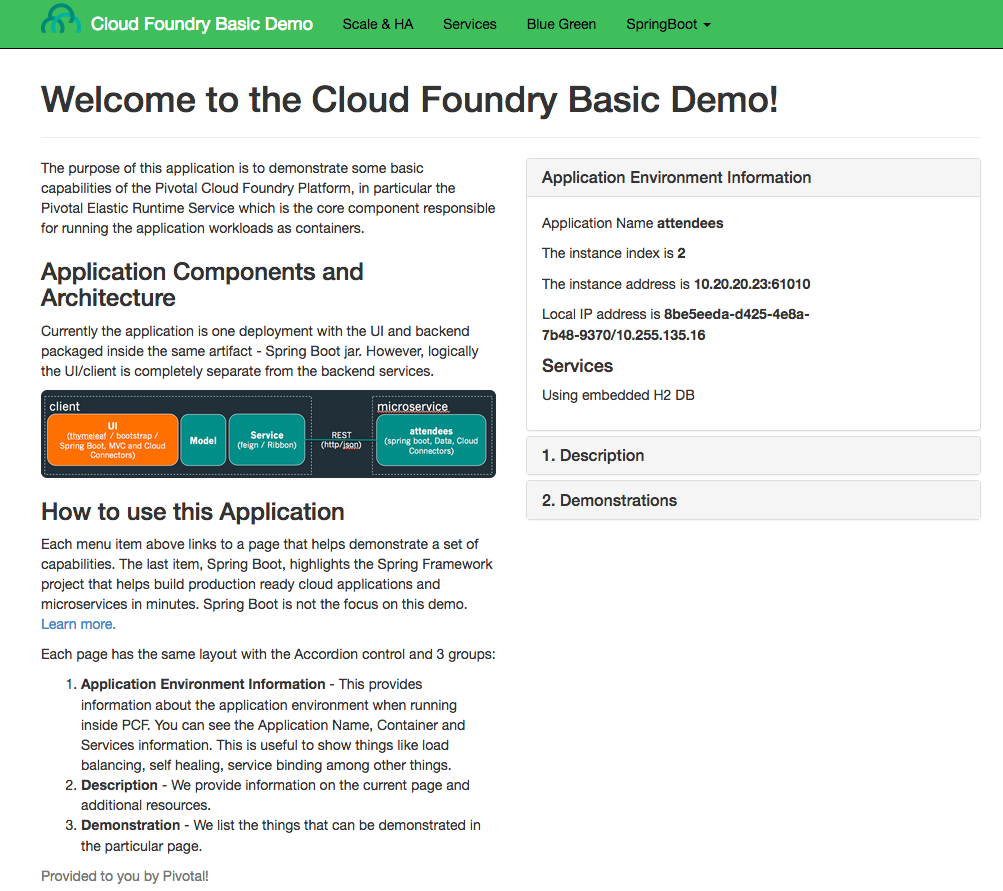 Cloud Foundry Basic Demo Scale & HA Services Blue Green SpringBoot
Welcome to the Cloud Foundry Basic Demo!
The purpose of this application is to demonstrate some basic
capabilities of the Pivotal Cloud Foundry Platform, in particular the
Pivotal Elastic Runtime Service which is the core component responsible
for running the application workloads as containers.
Application Components and
Architecture
Currently the application is one deployment with the UI and backend
packaged inside the same artifact - Spring Boot jar. However, logically
the UI/client is completely separate from the backend services.
client
UI
(thymeleaf / bootstrap /
Spring Boot, MVC and Cloud
Connectors)
Model
Service
(feign / Ribbon)
REST
(http/json)
microservice
attendees
(spring boot, Data, Cloud
Connectors)
How to use this Application
Each menu item above links to a page that helps demonstrate a set of
capabilities. The last item, Spring Boot, highlights the Spring Framework
project that helps build production ready cloud applications and
microservices in minutes. Spring Boot is not the focus on this demo.
Learn more.
Each page has the same layout with the Accordion control and 3 groups:
1. Application Environment Information - This provides
information about the application environment when running
inside PCF. You can see the Application Name, Container and
Services information. This is useful to show things like load
balancing, self healing, service binding among other things.
2. Description - We provide information on the current page and
additional resources.
3. Demonstration - We list the things that can be demonstrated in
the particular page.
Provided to you by Pivotal!
Application Environment Information
Application Name attendees
The instance index is 2
The instance address is 10.20.20.23:61010
Local IP address is 8be5eeda-d425-4e8a-
7b48-9370/10.255.135.16
Services
Using embedded H2 DB
1. Description
2. Demonstrations